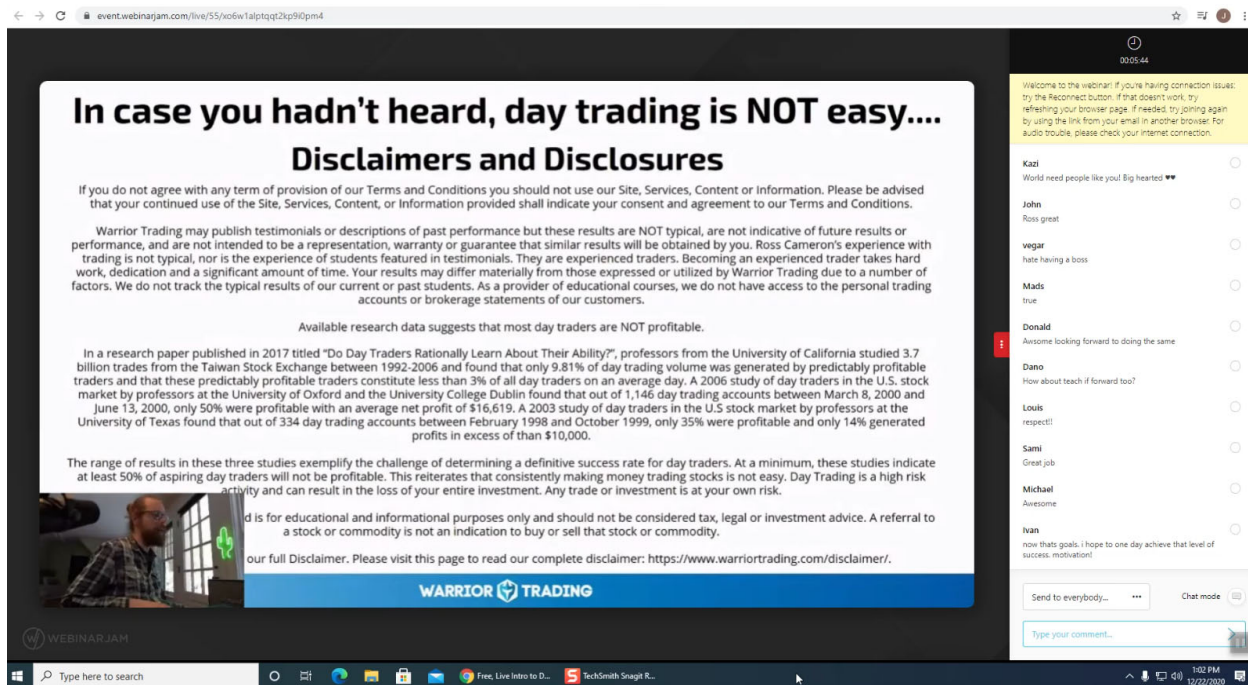 event.webinarjam.com/live/55/xo6w1alptqqt2kp9i0pm4
J
In case you hadn't heard, day trading is NOT easy....
Disclaimers and Disclosures
If you do not agree with any term of provision of our Terms and Conditions you should not use our Site, Services, Content or Information. Please be advised
that your continued use of the Site, Services, Content, or Information provided shall indicate your consent and agreement to our Terms and Conditions.
Warrior Trading may publish testimonials or descriptions of past performance but these results are NOT typical, are not indicative of future results or
performance, and are not intended to be a representation, warranty or guarantee that similar results will be obtained by you. Ross Cameron's experience with
trading is not typical, nor is the experience of students featured in testimonials. They are experienced traders. Becoming an experienced trader takes hard
work, dedication and a significant amount of time. Your results may differ materially from those expressed or utilized by Warrior Trading due to a number of
factors. We do not track the typical results of our current or past students. As a provider of educational courses, we do not have access to the personal trading
accounts or brokerage statements of our customers.
Available research data suggests that most day traders are NOT profitable.
In a research paper published in 2017 titled "Do Day Traders Rationally Learn About Their Ability?", professors from the University of California studied 3.7
billion trades from the Taiwan Stock Exchange between 1992-2006 and found that only 9.81% of day trading volume was generated by predictably profitable
traders and that these predictably profitable traders constitute less than 3% of all day traders on an average day. A 2006 study of day traders in the U.S. stock
market by professors at the University of Oxford and the University College Dublin found that out of 1,146 day trading accounts between March 8, 2000 and
June 13, 2000, only 50% were profitable with an average net profit of $16,619. A 2003 study of day traders in the U.S stock market by professors at the
University of Texas found that out of 334 day trading accounts between February 1998 and October 1999, only 35% were profitable and only 14% generated
profits in excess of than $10,000.
The range of results in these three studies exemplify the challenge of determining a definitive success rate for day traders. At a minimum, these studies indicate
at least 50% of aspiring day traders will not be profitable. This reiterates that consistently making money trading stocks is not easy. Day Trading is a high risk
activity and can result in the loss of your entire investment. Any trade or investment is at your own risk.
d is for educational and informational purposes only and should not be considered tax, legal or investment advice. A referral to
a stock or commodity is not an indication to buy or sell that stock or commodity.
our full Disclaimer. Please visit this page to read our complete disclaimer: https://www.warriortrading.com/disclaimer/.
WARRIOR TRADING
WEBINARJAM
00:05:44
Welcome to the webinar! If you're having connection issues:
try the Reconnect button. If that doesn't work, try
refreshing your browser page. If needed, try joining again
by using the link from your email in another browser. For
audio trouble, please check your internet connection.
Kazi
World need people like you! Big hearted ♥♥
John
Ross great
vegar
hate having a boss
Mads
true
Donald
Awsome looking forward to doing the same
Dano
How about teach if forward too?
Louis
respect!!
Sami
Great job
Michael
Awesome
Ivan
now thats goals. i hope to one day achieve that level of
success. motivation!
Send to everybody...
Chat mode
Type your comment...
Type here to search
Free, Live Intro to D...
TechSmith Snagit R...
1:02 PM
12/22/2020